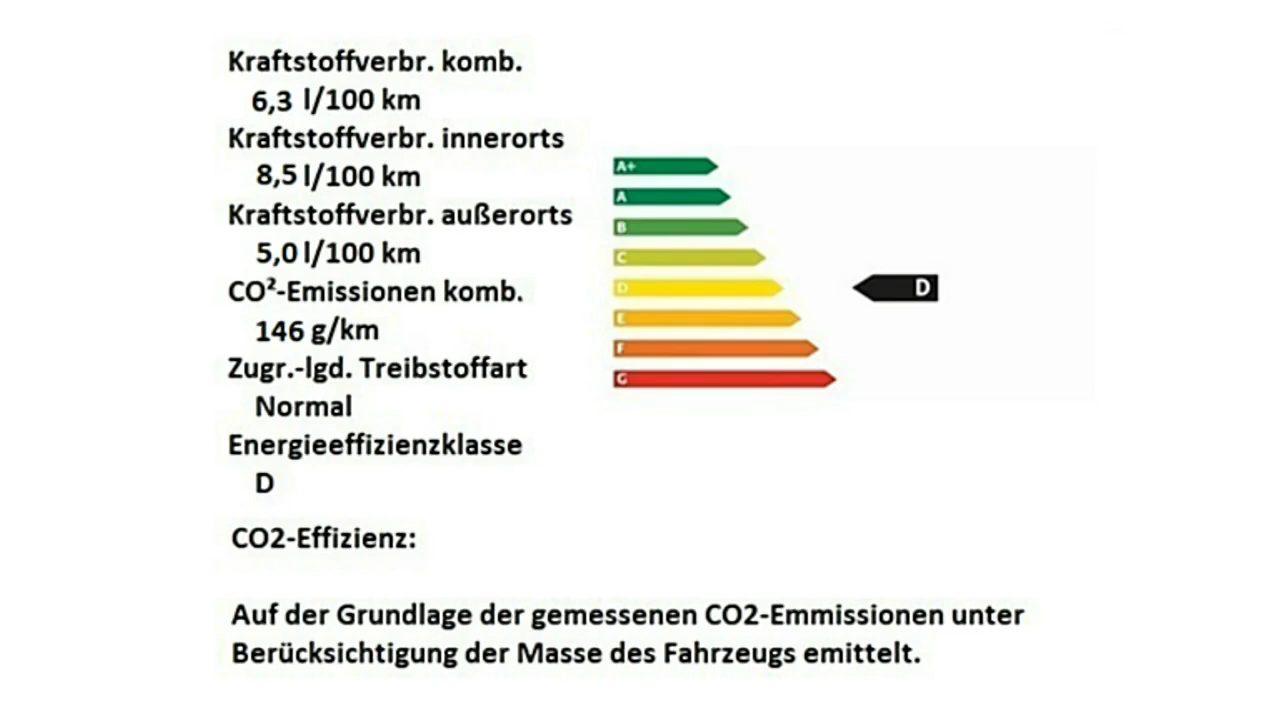 Kraftstoffverbr. komb.
6,3 l/100 km
Kraftstoffverbr. innerorts
8,5 l/100 km
Kraftstoffverbr. außerorts
5,0 l/100 km
CO²-Emissionen komb.
146 g/km
Zugr.-lgd. Treibstoffart
Normal
Energieeffizienzklasse
D
A+
A
B
C
D
D
E
F
G
CO2-Effizienz:
Auf der Grundlage der gemessenen CO2-Emmissionen unter
Berücksichtigung der Masse des Fahrzeugs emittelt.